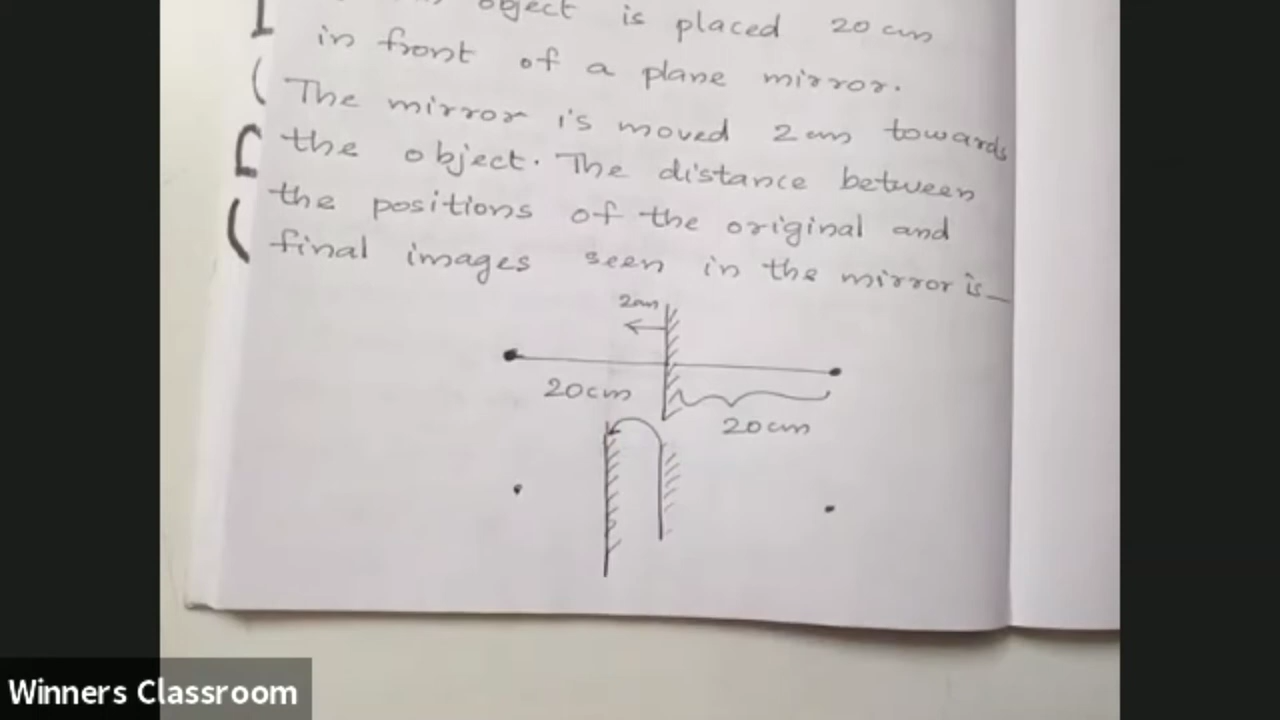 object is placed 20 cm
in front of a plane mirror.
The mirror is moved 2 cm towards
the object. The distance between
the positions of the original and
final images seen in the mirror is
2cm
20cm
20cm
Winners Classroom